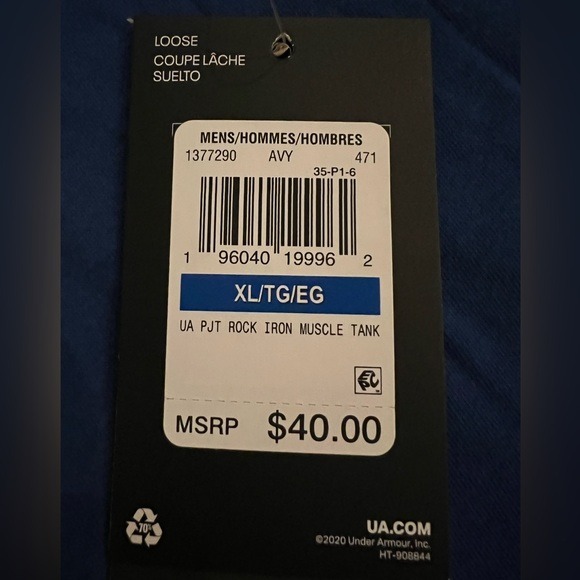 LOOSE
COUPE LÂCHE
SUELTO
MENS/HOMMES/HOMBRES
1377290 AVY 471
35-P1-6
1 96040 19996 2
XL/TG/EG
UA PJT ROCK IRON MUSCLE TANK
EPC
MSRP $40.00
70%
UA.COM
©2020 Under Armour, Inc.
HT-908844